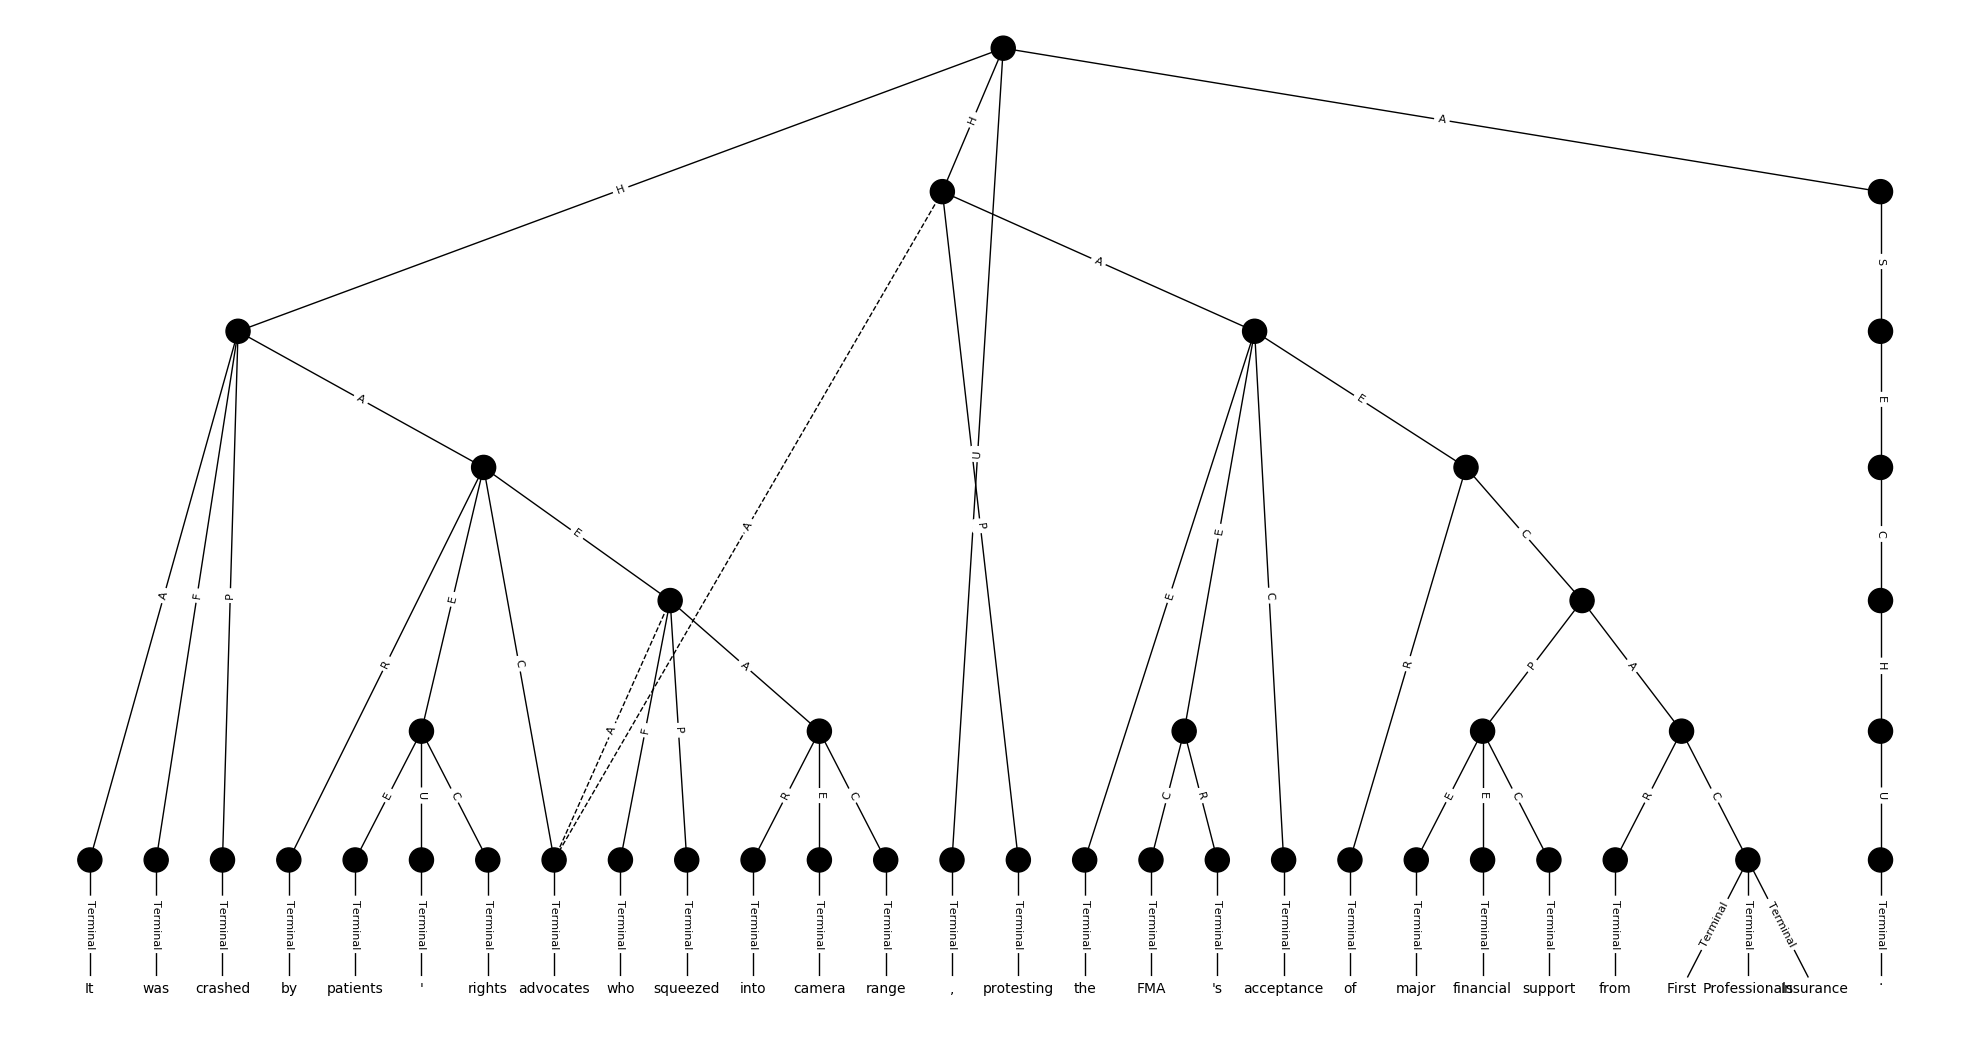 H
A
H
S
A
A
E
E
U
E
A
P
C
C
E
A
F
P
R
E
C
E
C
R
A
P
A
H
A
F
P
E
U
C
R
E
C
C
R
E
E
C
R
C
U
Terminal Terminal Terminal Terminal Terminal Terminal Terminal Terminal Terminal Terminal Terminal Terminal Terminal Terminal Terminal Terminal Terminal Terminal Terminal Terminal Terminal Terminal Terminal Terminal Terminal Terminal Terminal Terminal
It was crashed by patients ' rights advocates who squeezed into camera range , protesting the FMA 's acceptance of major financial support from First Professionals Insurance .